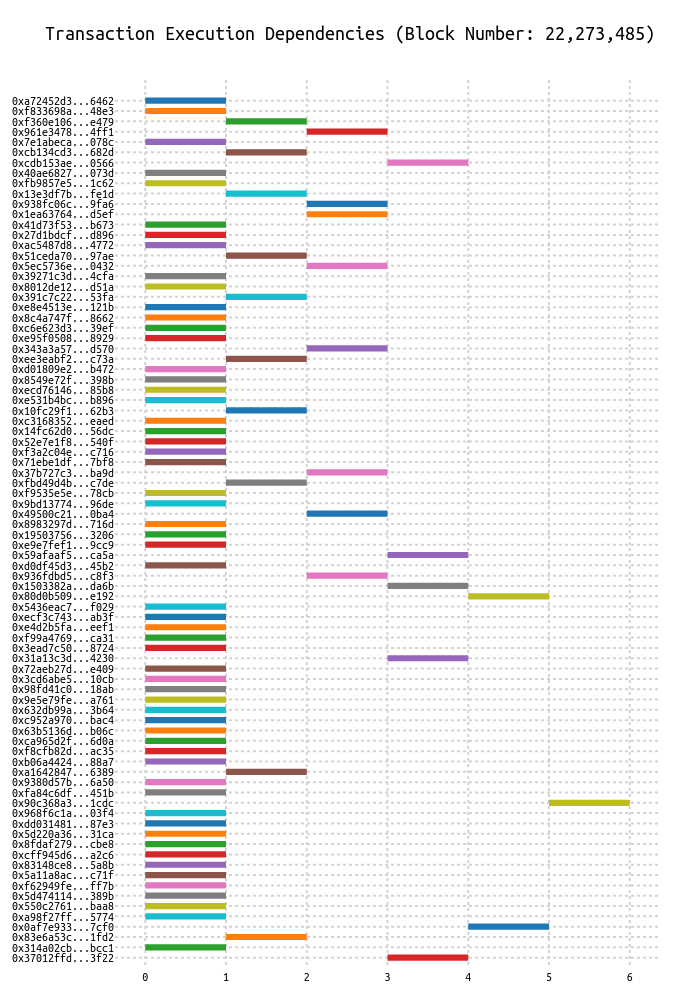 Transaction Execution Dependencies (Block Number: 22,273,485)
0xa72452d3...6462
0xf833698a...48e3
0xf360e106...e479
0x961e3478...4ff1
0x7e1abeca...078c
0xcb134cd3...682d
0xcdb153ae...0566
0x40ae6827...073d
0xfb9857e5...1c62
0x13e3df7b...fe1d
0x938fc06c...9fa6
0x1ea63764...d5ef
0x41d73f53...b673
0x27d1bdcf...d896
0xac5487d8...4772
0x51ceda70...97ae
0x5ec5736e...0432
0x39271c3d...4cfa
0x8012de12...d51a
0x391c7c22...53fa
0xe8e4513e...121b
0x8c4a747f...8662
0xc6e623d3...39ef
0xe95f0508...8929
0x343a3a57...d570
0xee3eabf2...c73a
0xd01809e2...b472
0x8549e72f...398b
0xecd76146...85b8
0xe531b4bc...b896
0x10fc29f1...62b3
0xc3168352...eaed
0x14fc62d0...56dc
0x52e7e1f8...540f
0xf3a2c04e...c716
0x71ebe1df...7bf8
0x37b727c3...ba9d
0xfbd49d4b...c7de
0xf9535e5e...78cb
0x9bd13774...96de
0x49500c21...0ba4
0x8983297d...716d
0x19503756...3206
0xe9e7fef1...9cc9
0x59afaaf5...ca5a
0xd0df45d3...45b2
0x936fdbd5...c8f3
0x1503382a...da6b
0x80d0b509...e192
0x5436eac7...f029
0xecf3c743...ab3f
0xe4d2b5fa...eef1
0xf99a4769...ca31
0x3ead7c50...8724
0x31a13c3d...4230
0x72aeb27d...e409
0x3cd6abe5...10cb
0x98fd41c0...18ab
0x9e5e79fe...a761
0x632db99a...3b64
0xc952a970...bac4
0x63b5136d...b06c
0xca965d2f...6d0a
0xf8cfb82d...ac35
0xb06a4424...88a7
0xa1642847...6389
0x9380d57b...6a50
0xfa84c6df...451b
0x90c368a3...1cdc
0x968f6c1a...03f4
0xdd031481...87e3
0x5d220a36...31ca
0x8fdaf279...cbe8
0xcff945d6...a2c6
0x83148ce8...5a8b
0x5a11a8ac...c71f
0xf62949fe...ff7b
0x5d474114...389b
0x550c2761...baa8
0xa98f27ff...5774
0x0af7e933...7cf0
0x83e6a53c...1fd2
0x314a02cb...bcc1
0x37012ffd...3f22
0 1 2 3 4 5 6